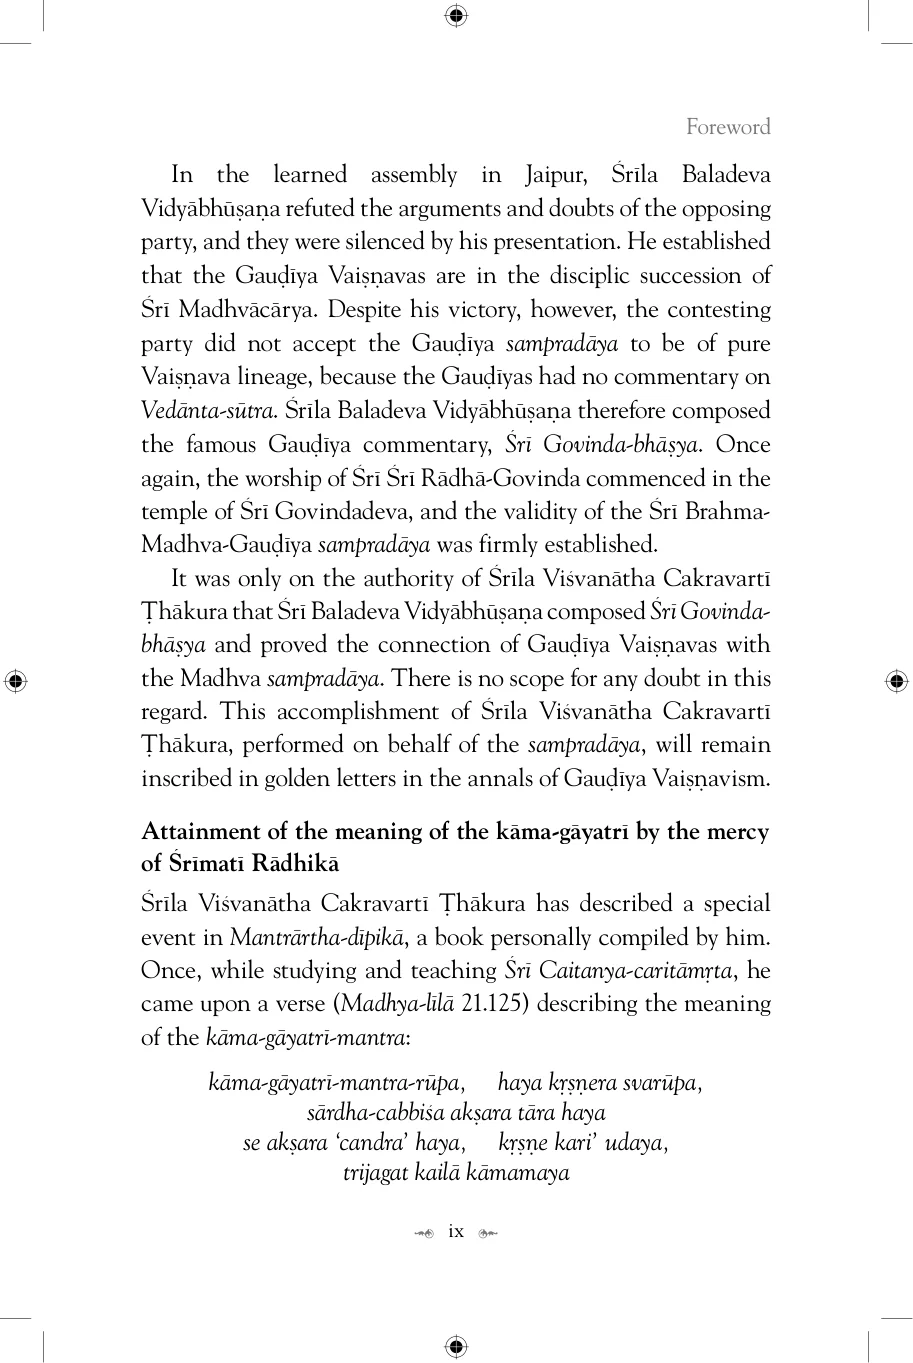 Foreword
In the learned assembly in Jaipur, Śrīla Baladeva
Vidyābhūṣaṇa refuted the arguments and doubts of the opposing
party, and they were silenced by his presentation. He established
that the Gauḍīya Vaiṣṇavas are in the disciplic succession of
Śrī Madhvācārya. Despite his victory, however, the contesting
party did not accept the Gauḍīya sampradāya to be of pure
Vaiṣṇava lineage, because the Gauḍīyas had no commentary on
Vedānta-sūtra. Śrīla Baladeva Vidyābhūṣaṇa therefore composed
the famous Gauḍīya commentary, Śrī Govinda-bhāṣya. Once
again, the worship of Śrī Śrī Rādhā-Govinda commenced in the
temple of Śrī Govindadeva, and the validity of the Śrī Brahma-
Madhva-Gauḍīya sampradāya was firmly established.
It was only on the authority of Śrīla Viśvanātha Cakravartī
Ṭhākura that Śrī Baladeva Vidyābhūṣaṇa composed Śrī Govinda-
bhāṣya and proved the connection of Gauḍīya Vaiṣṇavas with
the Madhva sampradāya. There is no scope for any doubt in this
regard. This accomplishment of Śrīla Viśvanātha Cakravartī
Ṭhākura, performed on behalf of the sampradāya, will remain
inscribed in golden letters in the annals of Gauḍīya Vaiṣṇavism.
Attainment of the meaning of the kāma-gāyatrī by the mercy
of Śrīmatī Rādhikā
Śrīla Viśvanātha Cakravartī Ṭhākura has described a special
event in Mantrārtha-dīpikā, a book personally compiled by him.
Once, while studying and teaching Śrī Caitanya-caritāmṛta, he
came upon a verse (Madhya-līlā 21.125) describing the meaning
of the kāma-gāyatrī-mantra:
kāma-gāyatrī-mantra-rūpa, haya kṛṣṇera svarūpa,
sārdha-cabbiśa akṣara tāra haya
se akṣara ‘candra’ haya, kṛṣṇe kari’ udaya,
trijagat kailā kāmamaya
ix